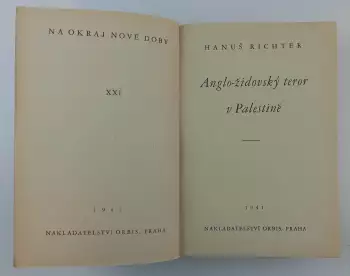 NA OKRAJ NOVÉ DOBY
XXI
1941
NAKLADATELSTVÍ ORBIS, PRAHA
HANUŠ RICHTER
Anglo-židovský teror
v Palestině
1941
NAKLADATELSTVÍ ORBIS, PRAHA